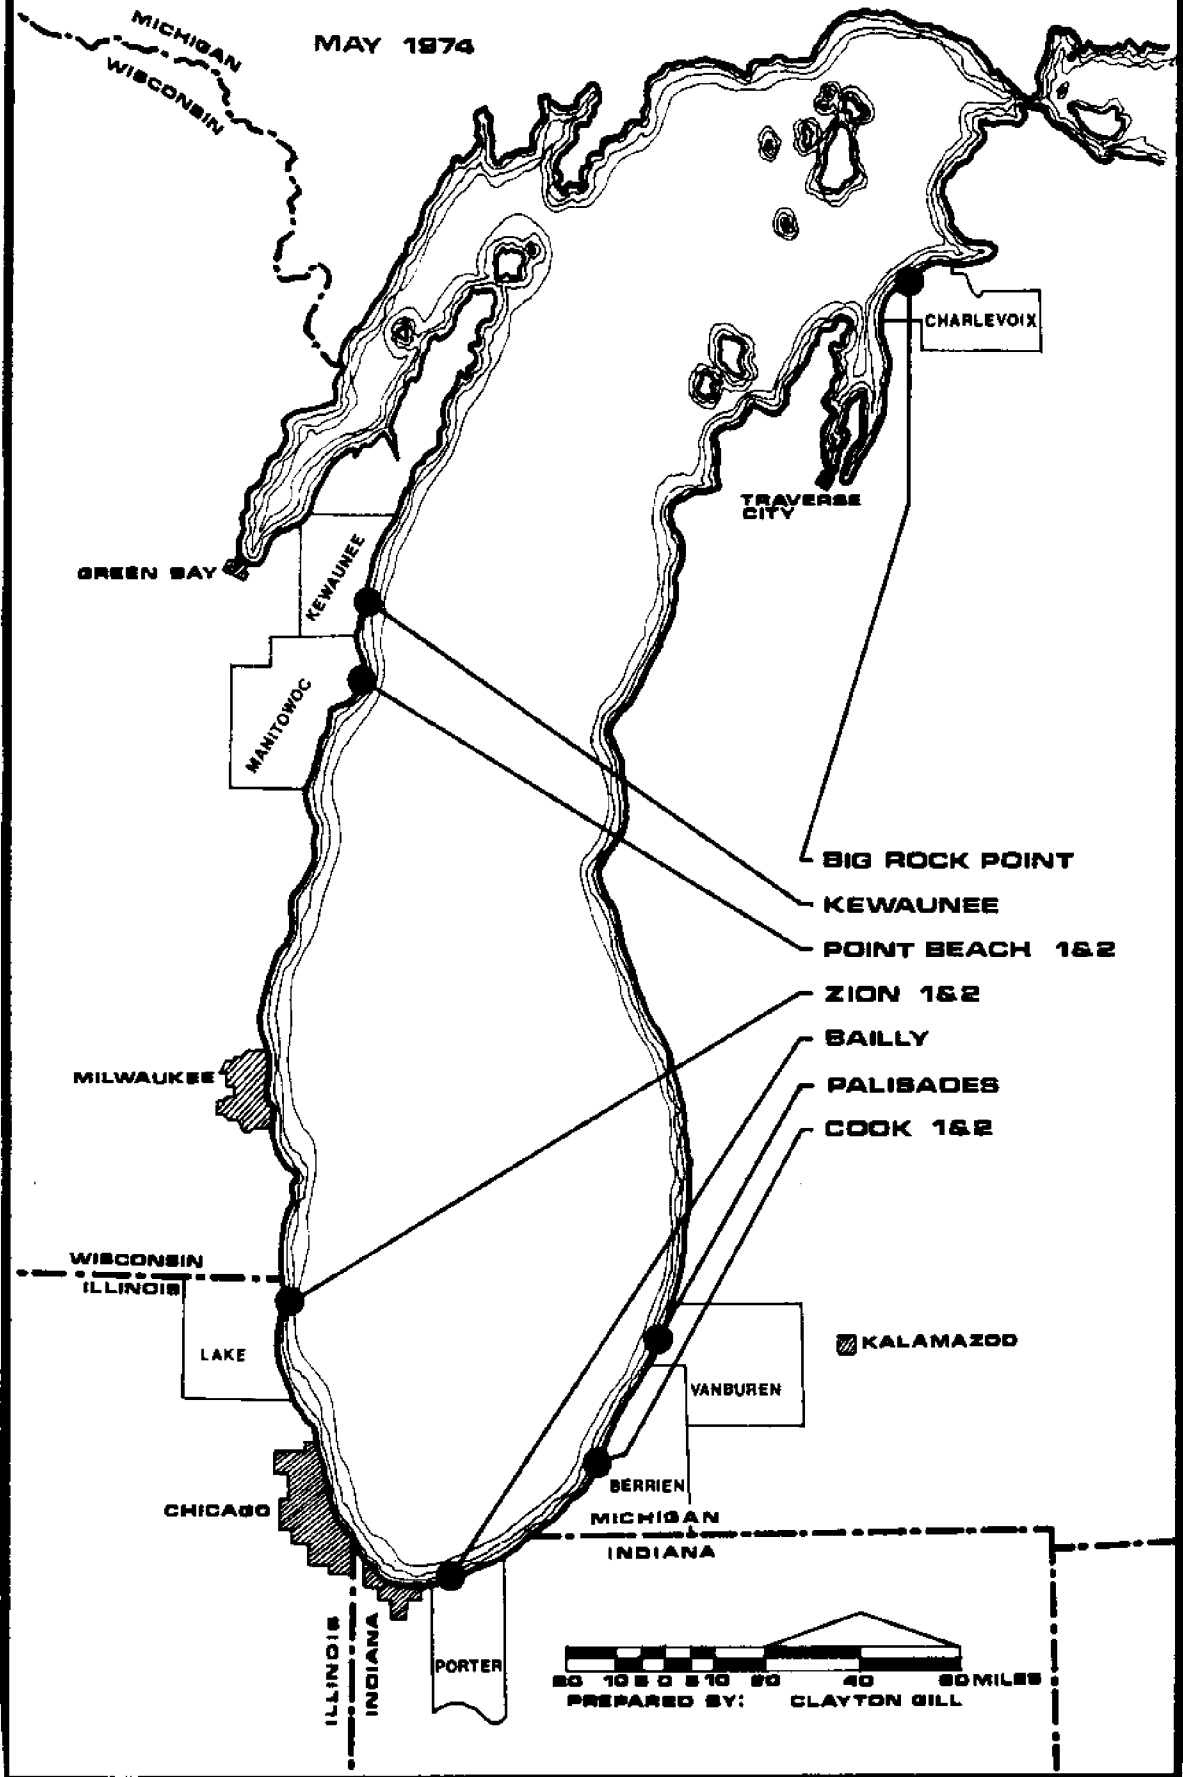 MICHIGAN
WISCONSIN
MAY 1974
CHARLEVOIX
TRAVERSE
CITY
GREEN BAY
KEWAUNEE
MANITOWOC
BIG ROCK POINT
KEWAUNEE
POINT BEACH 1&2
ZION 1&2
BAILLY
PALISADES
COOK 1&2
MILWAUKEE
WISCONSIN
ILLINOIS
LAKE
KALAMAZOO
VANBUREN
BERRIEN
CHICAGO
MICHIGAN
INDIANA
ILLINOIS
INDIANA
PORTER
20 10 5 0 5 10 20 40 60 MILES
PREPARED BY: CLAYTON GILL